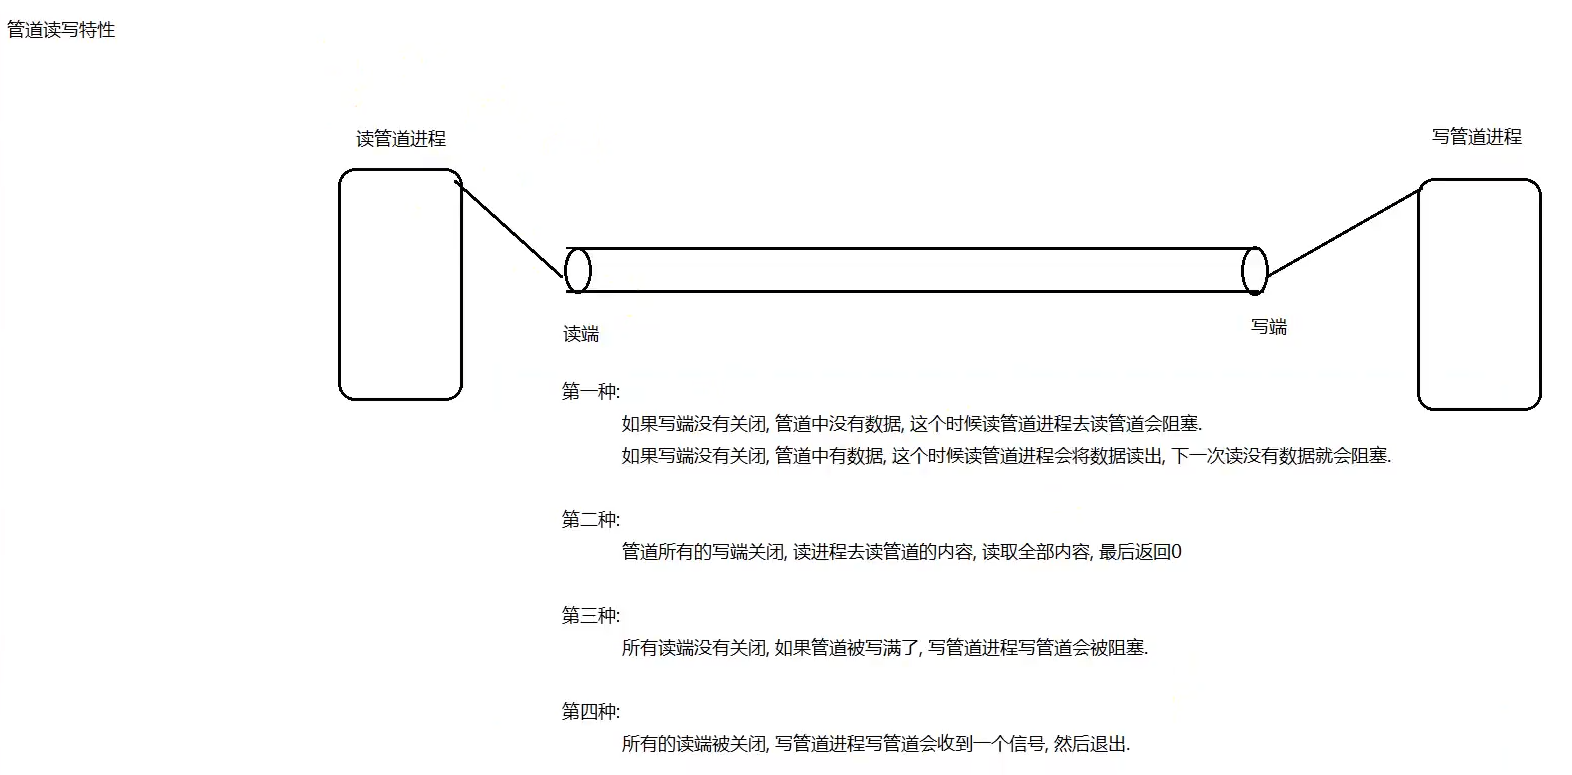 管道读写特性
读管道进程
写管道进程
读端
写端
第一种:
如果写端没有关闭, 管道中没有数据, 这个时候读管道进程去读管道会阻塞.
如果写端没有关闭, 管道中有数据, 这个时候读管道进程会将数据读出, 下一次读没有数据就会阻塞.
第二种:
管道所有的写端关闭, 读进程去读管道的内容, 读取全部内容, 最后返回0
第三种:
所有读端没有关闭, 如果管道被写满了, 写管道进程写管道会被阻塞.
第四种:
所有的读端被关闭, 写管道进程写管道会收到一个信号, 然后退出.